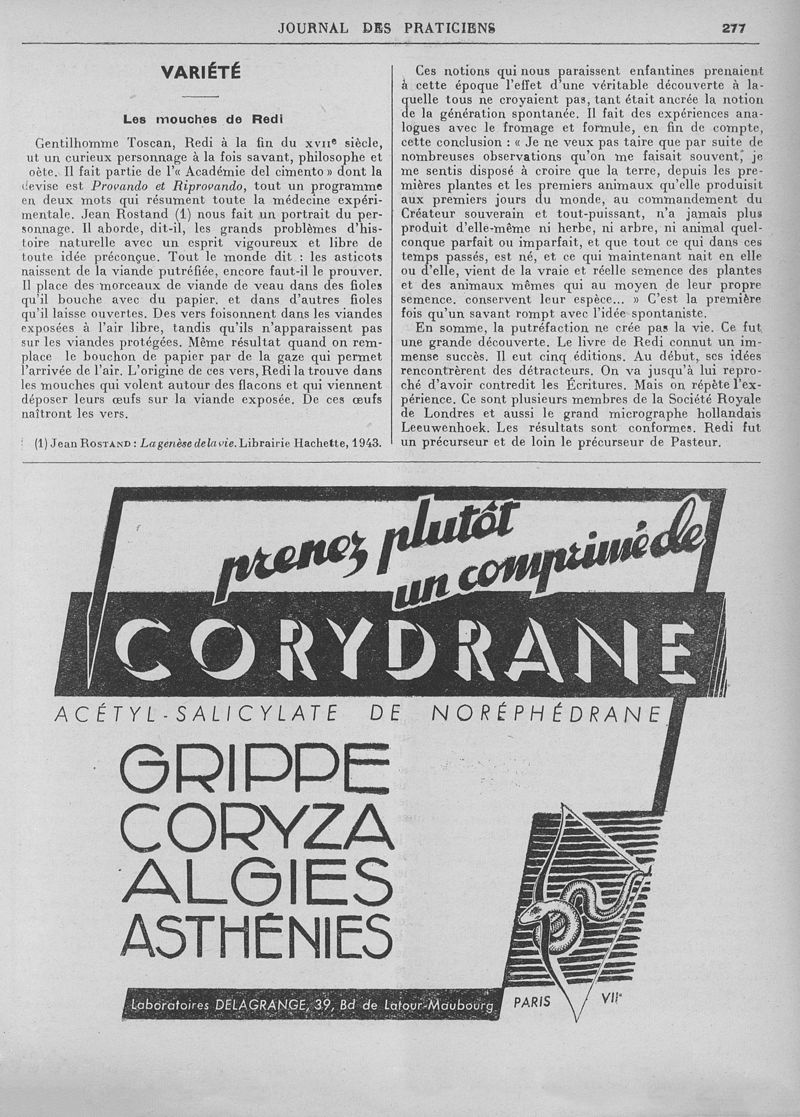 JOURNAL DES PRATICIENS 277
VARIÉTÉ
Les mouches de Redi
Gentilhomme Toscan, Redi à la fin du XVIIe siècle,
ut un curieux personnage à la fois savant, philosophe et
oète. Il fait partie de l'« Académie del cimento » dont la
devise est Provando et Riprovando, tout un programme
en deux mots qui résument toute la médecine expéri-
mentale. Jean Rostand (1) nous fait un portrait du per-
sonnage. Il aborde, dit-il, les grands problèmes d'his-
toire naturelle avec un esprit vigoureux et libre de
toute idée préconçue. Tout le monde dit : les asticots
naissent de la viande putréfiée, encore faut-il le prouver.
Il place des morceaux de viande de veau dans des fioles
qu'il bouche avec du papier. et dans d'autres fioles
qu'il laisse ouvertes. Des vers foisonnent dans les viandes
exposées à l'air libre, tandis qu'ils n'apparaissent pas
sur les viandes protégées. Même résultat quand on rem-
place le bouchon de papier par de la gaze qui permet
l'arrivée de l'air. L'origine de ces vers, Redi la trouve dans
les mouches qui volent autour des flacons et qui viennent
déposer leurs œufs sur la viande exposée. De ces œufs
naîtront les vers.
(1) Jean ROSTAND : La genèse de la vie. Librairie Hachette, 1943.
Ces notions qui nous paraissent enfantines prenaient
à cette époque l'effet d'une véritable découverte à la-
quelle tous ne croyaient pas, tant était ancrée la notion
de la génération spontanée. Il fait des expériences ana-
logues avec le fromage et formule, en fin de compte,
cette conclusion : « Je ne veux pas taire que par suite de
nombreuses observations qu'on me faisait souvent, je
me sentis disposé à croire que la terre, depuis les pre-
mières plantes et les premiers animaux qu'elle produisit
aux premiers jours du monde, au commandement du
Créateur souverain et tout-puissant, n'a jamais plus
produit d'elle-même ni herbe, ni arbre, ni animal quel-
conque parfait ou imparfait, et que tout ce qui dans ces
temps passés, est né, et ce qui maintenant nait en elle
ou d'elle, vient de la vraie et réelle semence des plantes
et des animaux mêmes qui au moyen de leur propre
semence. conservent leur espèce... » C'est la première
fois qu'un savant rompt avec l'idée spontaniste.
En somme, la putréfaction ne crée pas la vie. Ce fut
une grande découverte. Le livre de Redi connut un im-
mense succès. Il eut cinq éditions. Au début, ses idées
rencontrèrent des détracteurs. On va jusqu'à lui repro-
ché d'avoir contredit les Écritures. Mais on répète l'ex-
périence. Ce sont plusieurs membres de la Société Royale
de Londres et aussi le grand micrographe hollandais
Leeuwenhoek. Les résultats sont conformes. Redi fut
un précurseur et de loin le précurseur de Pasteur.
prenez plutôt
un comprimé de
CORYDRANE
ACÉTYL-SALICYLATE DE NORÉPHÉDRANE
GRIPPE
CORYZA
ALGIES
ASTHÉNIES
Laboratoires DELAGRANGE, 39, Bd de Latour-Maubourg PARIS VIIe